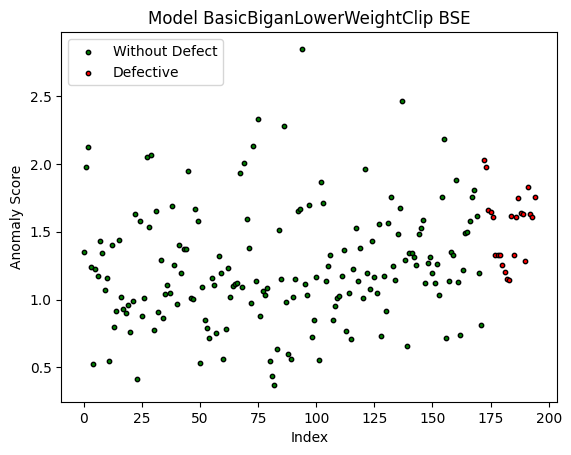 Model BasicBiganLowerWeightClip BSE
Without Defect
Defective
Anomaly Score
2.5
2.0
1.5
1.0
0.5
0 25 50 75 100 125 150 175 200
Index